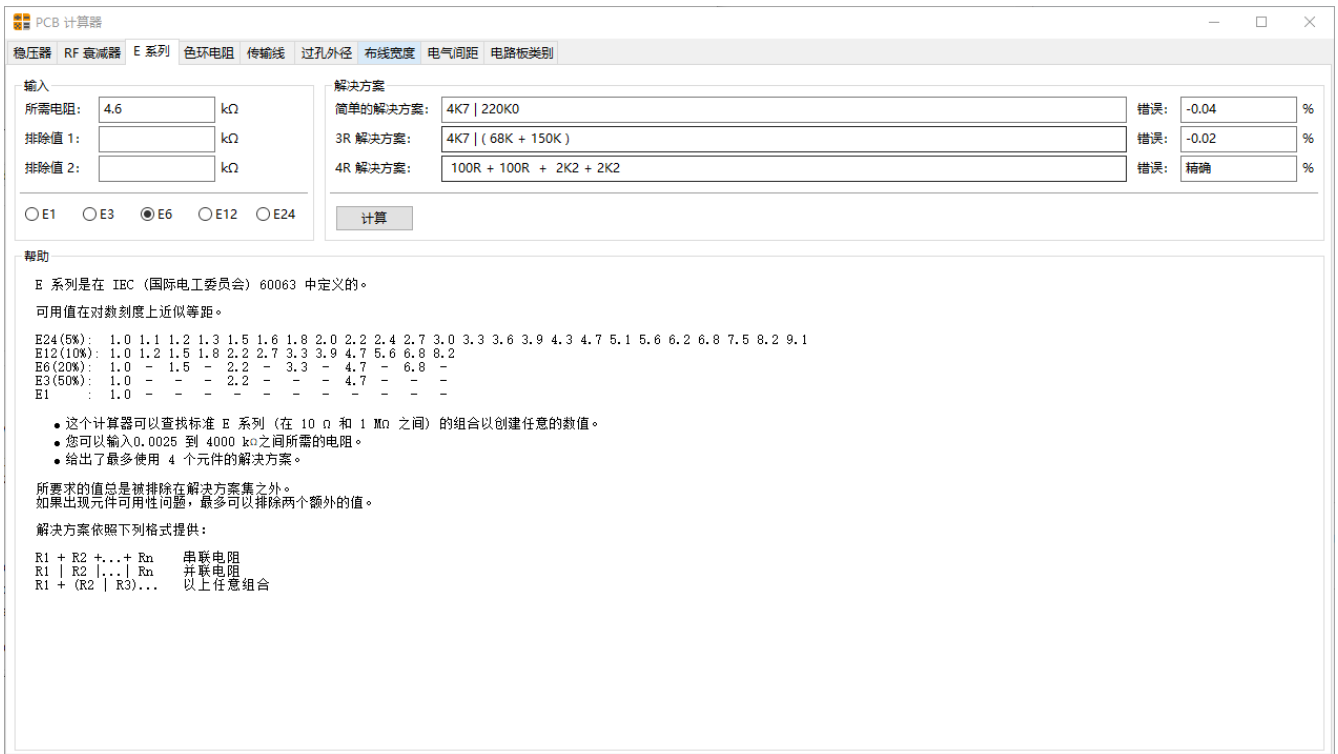 PCB 计算器
稳压器 RF 衰减器 E 系列 色环电阻 传输线 过孔外径 布线宽度 电气间距 电路板类别
输入
所需电阻: 4.6 kΩ
排除值 1: kΩ
排除值 2: kΩ
E1 E3 E6 E12 E24
解决方案
简单的解决方案: 4K7 | 220K0 错误: -0.04 %
3R 解决方案: 4K7 | ( 68K + 150K ) 错误: -0.02 %
4R 解决方案: 100R + 100R + 2K2 + 2K2 错误: 精确 %
计算
帮助
E 系列是在 IEC (国际电工委员会) 60063 中定义的。
可用值在对数刻度上近似等距。
E24(5%): 1.0 1.1 1.2 1.3 1.5 1.6 1.8 2.0 2.2 2.4 2.7 3.0 3.3 3.6 3.9 4.3 4.7 5.1 5.6 6.2 6.8 7.5 8.2 9.1
E12(10%): 1.0 1.2 1.5 1.8 2.2 2.7 3.3 3.9 4.7 5.6 6.8 8.2
E6(20%): 1.0 - 1.5 - 2.2 - 3.3 - 4.7 - 6.8 -
E3(50%): 1.0 - - - 2.2 - - - 4.7 - - -
E1 : 1.0 - - - - - - - - - - -
• 这个计算器可以查找标准 E 系列 (在 10 Ω 和 1 MΩ 之间) 的组合以创建任意的数值。
• 您可以输入0.0025 到 4000 kΩ之间所需的电阻。
• 给出了最多使用 4 个元件的解决方案。
所要求的值总是被排除在解决方案集之外。
如果出现元件可用性问题，最多可以排除两个额外的值。
解决方案依照下列格式提供:
R1 + R2 +...+ Rn 串联电阻
R1 | R2 |...| Rn 并联电阻
R1 + (R2 | R3)... 以上任意组合